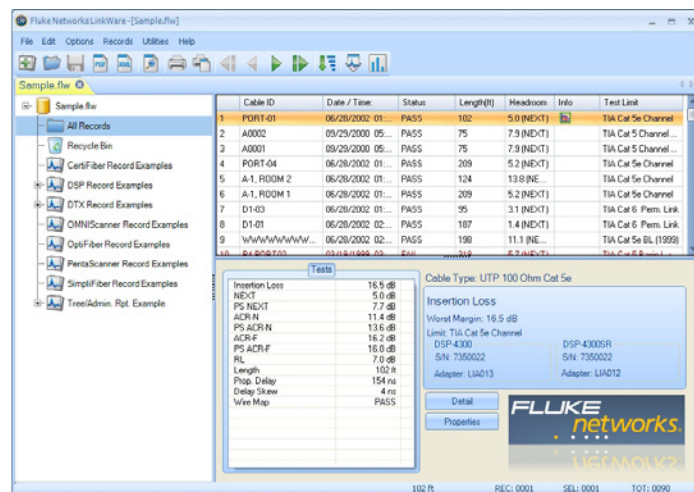 Fluke Networks LinkWare -[Sample.flw]
File Edit Options Records Utilities Help
PDF XML
Sample.flw
Sample.flw
All Records
Recycle Bin
CertiFiber Record Examples
DSP Record Examples
DTX Record Examples
OMNIScanner Record Examples
OptiFiber Record Examples
PentaScanner Record Examples
SimpliFiber Record Examples
Tree/Admin. Rpt. Example
Cable ID Date / Time: Status Length(ft) Headroom Info Test Limit
1 PORT-01 06/28/2002 01:... PASS 102 5.0 (NEXT) TIA Cat 5e Channel
2 A0002 09/29/2000 05:... PASS 75 7.9 (NEXT) TIA Cat 5 Channel ...
3 A0001 09/29/2000 05:... PASS 75 7.9 (NEXT) TIA Cat 5 Channel ...
4 PORT-04 06/28/2002 01:... PASS 209 5.2 (NEXT) TIA Cat 5e Channel
5 A-1, ROOM 2 06/28/2002 01:... PASS 124 13.8 (NE... TIA Cat 5e Channel
6 A-1, ROOM 1 06/28/2002 01:... PASS 209 5.2 (NEXT) TIA Cat 5e Channel
7 D1-03 06/28/2002 01:... PASS 95 3.1 (NEXT) TIA Cat 6 Perm. Link
8 D1-01 06/28/2002 02:... PASS 187 1.4 (NEXT) TIA Cat 6 Perm. Link
9 WWWWWWW... 06/28/2002 02:... PASS 190 11.1 (NE... TIA Cat 5e BL (1999)
Tests
Insertion Loss 16.5 dB
NEXT 5.0 dB
PS NEXT 7.7 dB
ACR-N 11.4 dB
PS ACR-N 13.6 dB
ACR-F 16.2 dB
PS ACR-F 16.0 dB
RL 7.0 dB
Length 102 ft
Prop. Delay 154 ns
Delay Skew 4 ns
Wire Map PASS
Cable Type: UTP 100 Ohm Cat 5e
Insertion Loss
Worst Margin: 16.5 dB
Limit: TIA Cat 5e Channel
DSP-4300 DSP-4300SR
S/N: 7350022 S/N: 7350022
Adapter: LIA013 Adapter: LIA012
Detail
Properties
FLUKE
networks.
102 ft REC: 0001 SEL: 0001 TOT: 0090